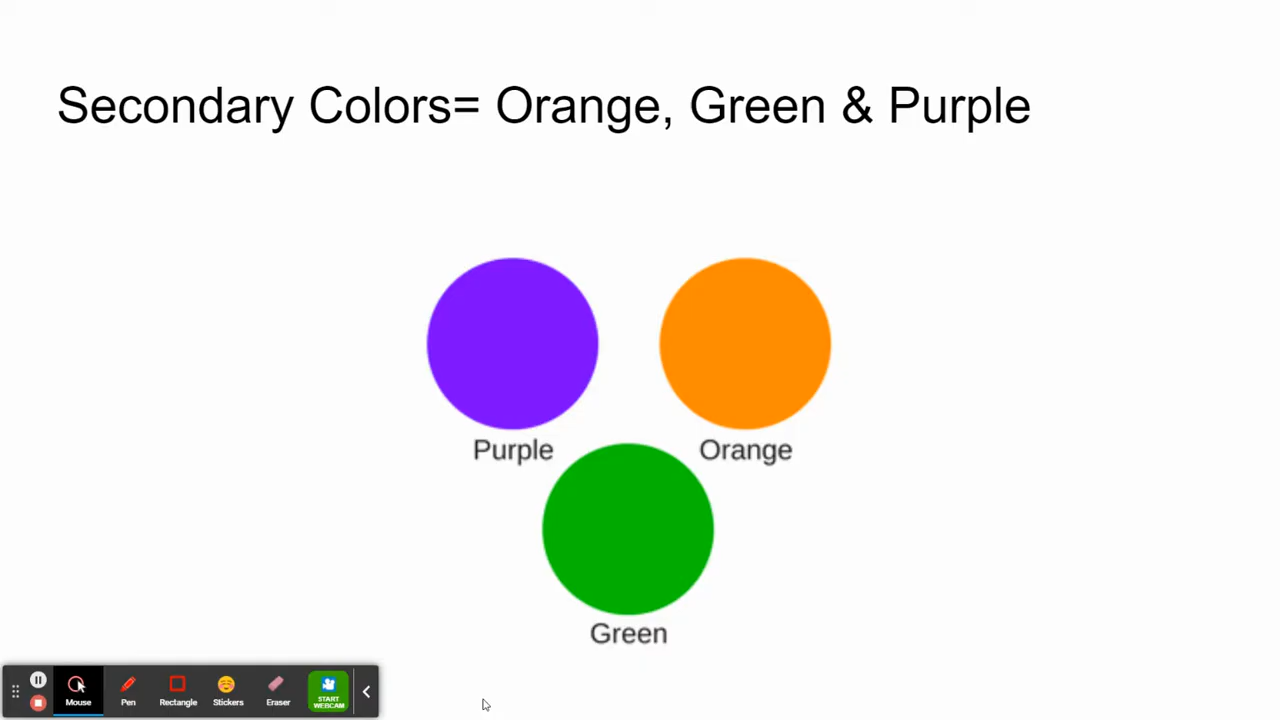 Secondary Colors= Orange, Green & Purple
Purple
Orange
Green
Mouse
Pen
Rectangle
Stickers
Eraser
START
WEBCAM